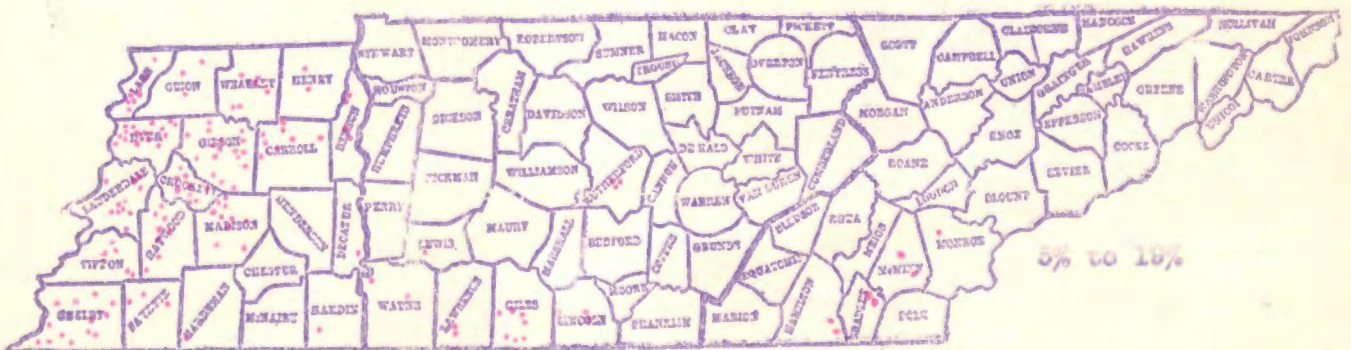 STEWART
MONTGOMERY
ROBERTSON
SUMNER
MACON
CLAY
PICKETT
SCOTT
CAMPBELL
CLAIBORNE
HANCOCK
HAWKINS
SULLIVAN
JOHNSON
LAKE
OBION
WEAKLEY
HENRY
HOUSTON
CHEATHAM
TROUSDALE
JACKSON
OVERTON
FENTRESS
UNION
GRAINGER
HAMBLEN
GREENE
WASHINGTON
CARTER
UNICOI
DYER
GIBSON
CARROLL
BENTON
HUMPHREYS
DICKSON
DAVIDSON
WILSON
SMITH
PUTNAM
MORGAN
ANDERSON
KNOX
JEFFERSON
COCKE
LAUDERDALE
CROCKETT
HICKMAN
WILLIAMSON
RUTHERFORD
CANNON
DE KALB
WHITE
CUMBERLAND
ROANE
LOUDON
BLOUNT
SEVIER
HAYWOOD
MADISON
HENDERSON
DECATUR
PERRY
LEWIS
MAURY
MARSHALL
BEDFORD
COFFEE
WARREN
VAN BUREN
GRUNDY
BLEDSOE
RHEA
MEIGS
MCMINN
MONROE
TIPTON
CHESTER
MOORE
SEQUATCHIE
5% to 19%
SHELBY
FAYETTE
HARDEMAN
MCNAIRY
HARDIN
WAYNE
LAWRENCE
GILES
LINCOLN
FRANKLIN
MARION
HAMILTON
BRADLEY
POLK